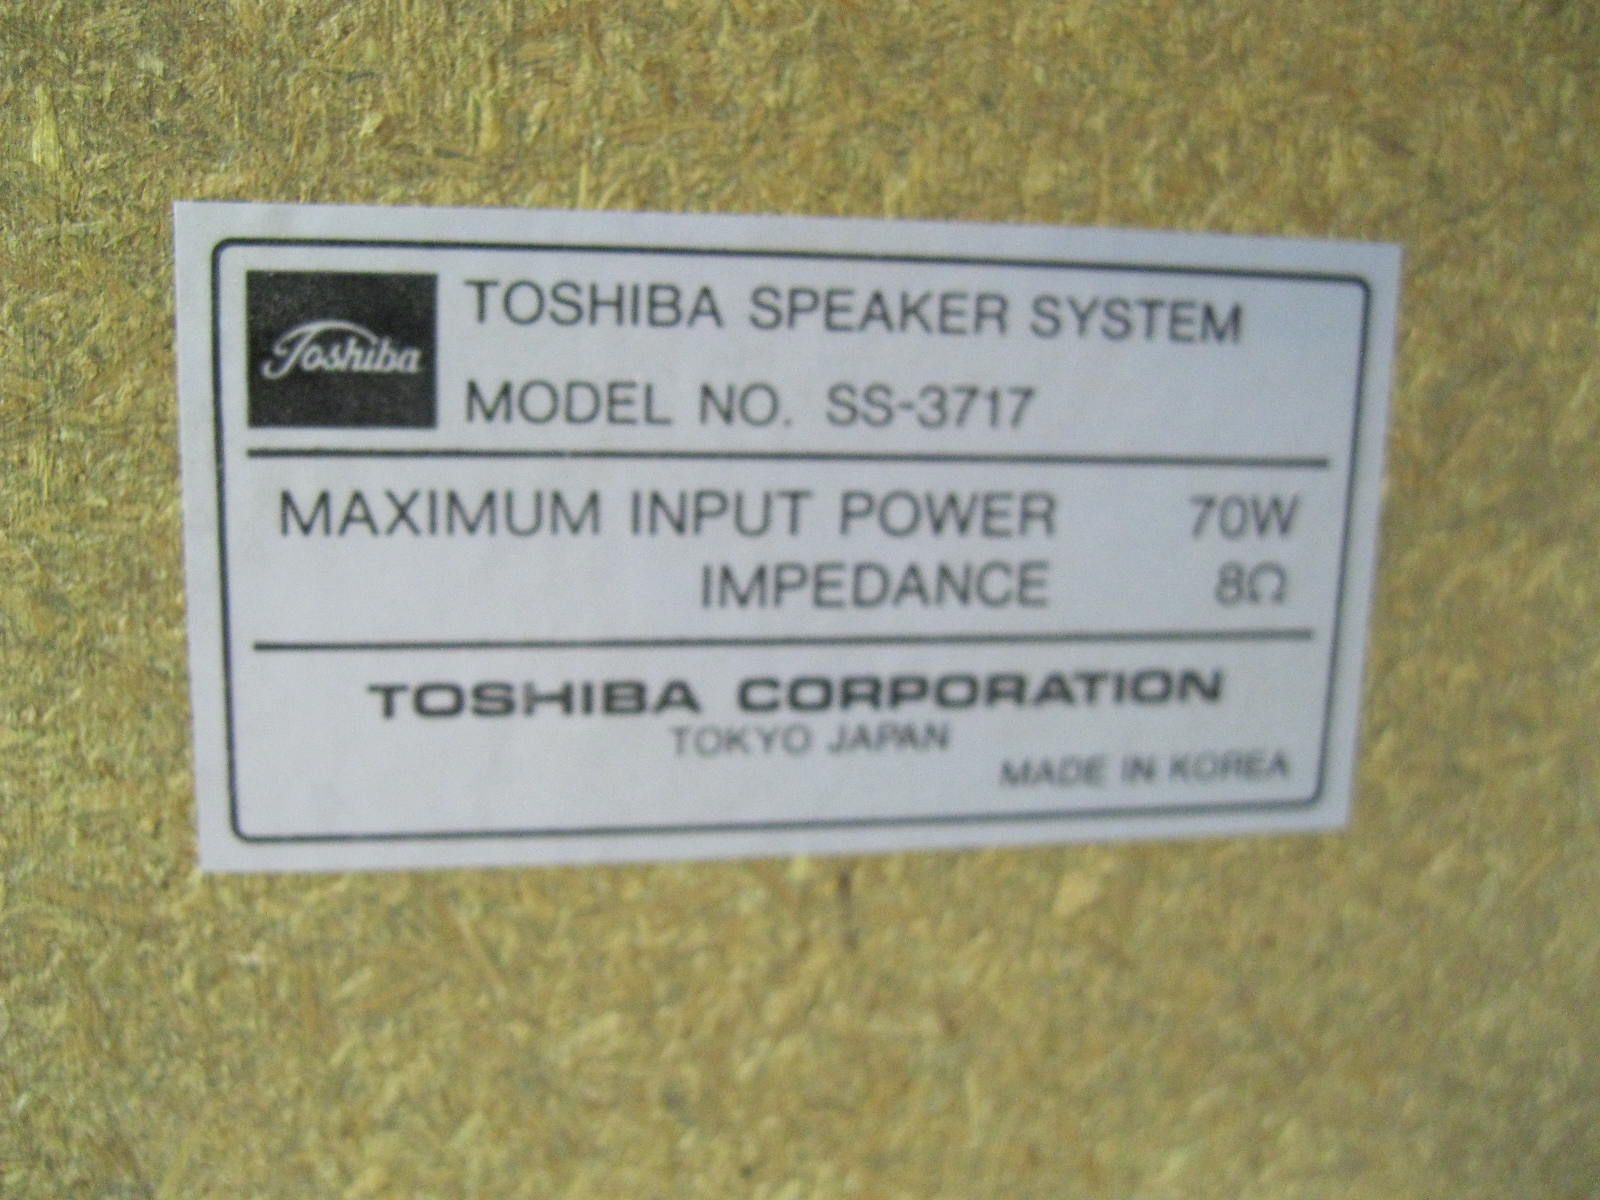 Toshiba
TOSHIBA SPEAKER SYSTEM
MODEL NO. SS-3717
MAXIMUM INPUT POWER 70W
IMPEDANCE 8Ω
TOSHIBA CORPORATION
TOKYO JAPAN
MADE IN KOREA